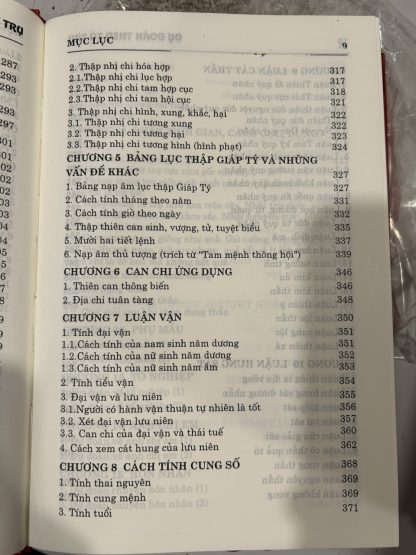 MỤC LỤC 9
2. Thập nhị chi hóa hợp 317
2.1.Thập nhị chi lục hợp 317
2.2.Thập nhị chi tam hợp cục 318
2.3.Thập nhị chi tam hội cục 321
3. Thập nhị chi hình, xung, khắc, hại 322
3.1.Thập nhị chi tương xung 322
3.2.Thập nhị chi tương hại 323
3.3. Thập nhị chi tương hình (hình phạt) 324
CHƯƠNG 5 BẢNG LỤC THẬP GIÁP TÝ VÀ NHỮNG
VẤN ĐỀ KHÁC 327
1. Bảng nạp âm lục thập Giáp Tý 327
2. Cách tính tháng theo năm 331
3. Cách tính giờ theo ngày 332
4. Thập thiên can sinh, vượng, tử, tuyệt biểu 335
5. Mười hai tiết lệnh 337
6. Nạp âm thủ tượng (trích từ "Tam mệnh thông hội") 339
CHƯƠNG 6 CAN CHI ỨNG DỤNG 346
1. Thiên can thông biến 346
2. Địa chi tuần tàng 348
CHƯƠNG 7 LUẬN VẬN 350
1. Tính đại vận 351
1.1.Cách tính của nam sinh năm dương 351
1.2.Cách tính của nữ sinh năm dương 352
1.3.Cách tính của nữ sinh năm âm 353
2. Tính tiểu vận 354
3. Đại vận và lưu niên 355
3.1.Người có hành vận thuận tự nhiên là tốt 356
3.2. Xét đại vận lưu niên 357
3.3. Can chi của đại vận và thái tuế 360
4. Cách xem cát hung của lưu niên 362
CHƯƠNG 8 CÁCH TÍNH CUNG SỐ 368
1. Tính thai nguyên 368
2. Tính cung mệnh 369
3. Tính tuổi 371